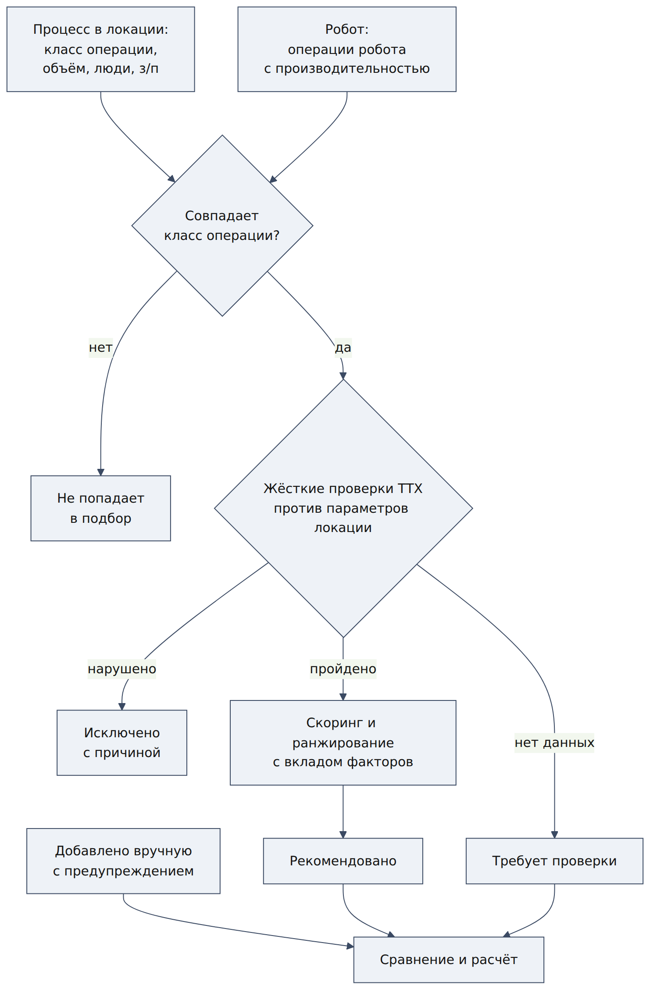 Процесс в локации:
класс операции,
объём, люди, з/п
Робот:
операции робота
с производительностью
Совпадает
класс операции?
нет
да
Не попадает
в подбор
Жёсткие проверки ТТХ
против параметров
локации
нарушено
пройдено
нет данных
Исключено
с причиной
Скоринг и
ранжирование
с вкладом факторов
Добавлено вручную
с предупреждением
Рекомендовано
Требует проверки
Сравнение и расчёт